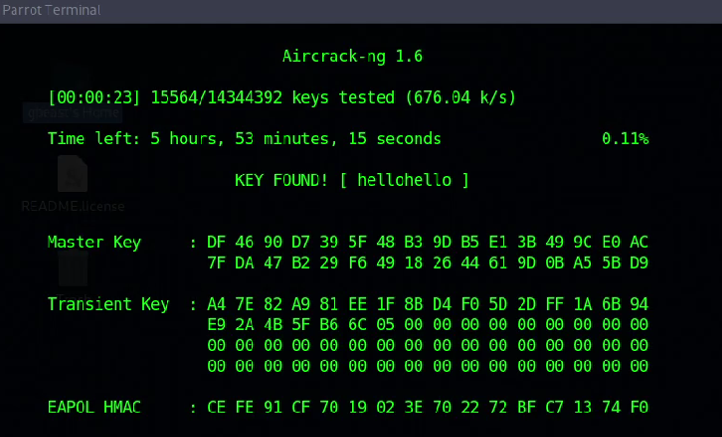 Parrot Terminal
Aircrack-ng 1.6
[00:00:23] 15564/14344392 keys tested (676.04 k/s)
Time left: 5 hours, 53 minutes, 15 seconds 0.11%
KEY FOUND! [ hellohello ]
README.license
Master Key : DF 46 90 D7 39 5F 48 B3 9D B5 E1 3B 49 9C E0 AC
7F DA 47 B2 29 F6 49 18 26 44 61 9D 0B A5 5B D9
Transient Key : A4 7E 82 A9 81 EE 1F 8B D4 F0 5D 2D FF 1A 6B 94
E9 2A 4B 5F B6 6C 05 00 00 00 00 00 00 00 00 00
00 00 00 00 00 00 00 00 00 00 00 00 00 00 00 00
00 00 00 00 00 00 00 00 00 00 00 00 00 00 00 00
EAPOL HMAC : CE FE 91 CF 70 19 02 3E 70 22 72 BF C7 13 74 F0